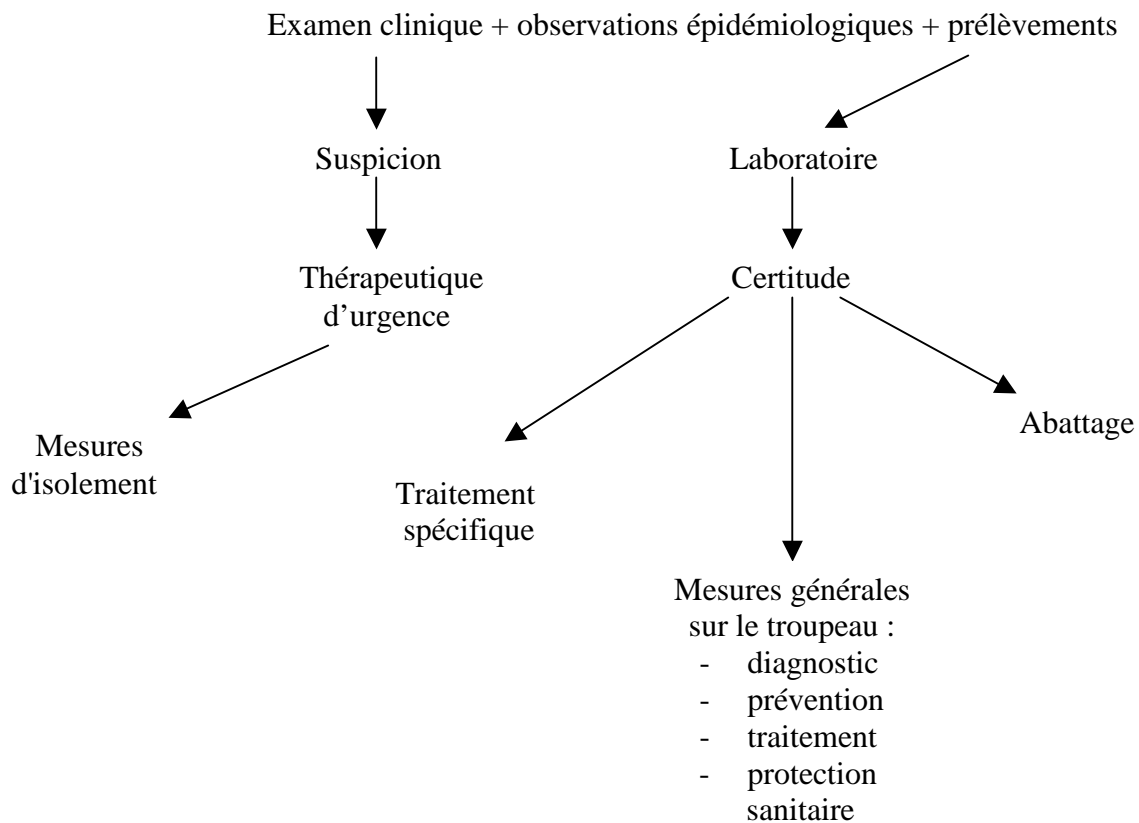 Examen clinique + observations épidémiologiques + prélèvements
Suspicion
Laboratoire
Thérapeutique
d’urgence
Certitude
Mesures
d'isolement
Traitement
spécifique
Abattage
Mesures générales
sur le troupeau :
- diagnostic
- prévention
- traitement
- protection
sanitaire